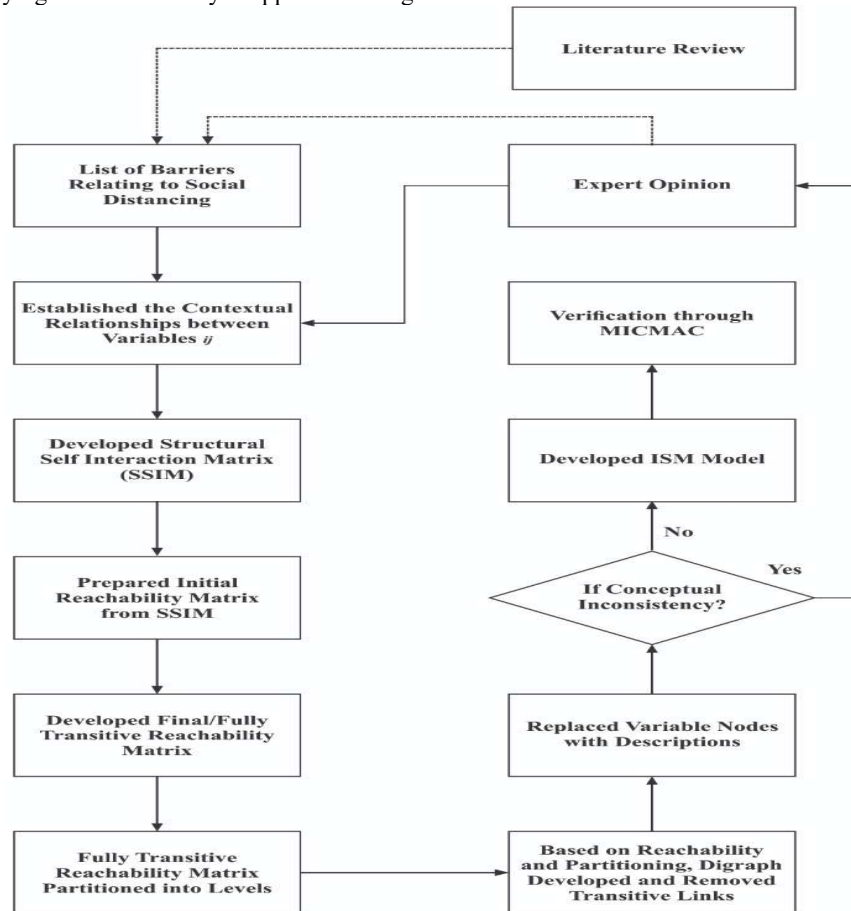 Literature Review
List of Barriers
Relating to Social
Distancing
Expert Opinion
Established the Contextual
Relationships between
Variables ij
Verification through
MICMAC
Developed Structural
Self Interaction Matrix
(SSIM)
Developed ISM Model
No
Yes
Prepared Initial
Reachability Matrix
from SSIM
If Conceptual
Inconsistency?
Developed Final/Fully
Transitive Reachability
Matrix
Replaced Variable Nodes
with Descriptions
Fully Transitive
Reachability Matrix
Partitioned into Levels
Based on Reachability
and Partitioning, Digraph
Developed and Removed
Transitive Links